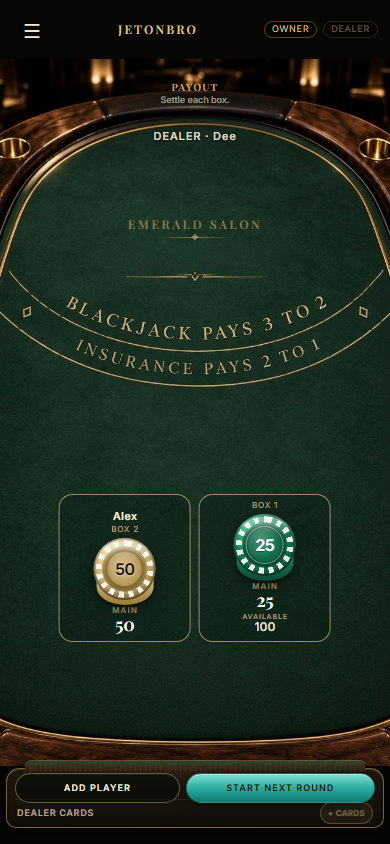 JETONBRO
OWNER
DEALER
PAYOUT
Settle each box.
DEALER · Dee
EMERALD SALON
BLACKJACK PAYS 3 TO 2
INSURANCE PAYS 2 TO 1
Alex
BOX 2
50
MAIN
50
BOX 1
25
MAIN
25
AVAILABLE
100
ADD PLAYER
START NEXT ROUND
DEALER CARDS
+ CARDS